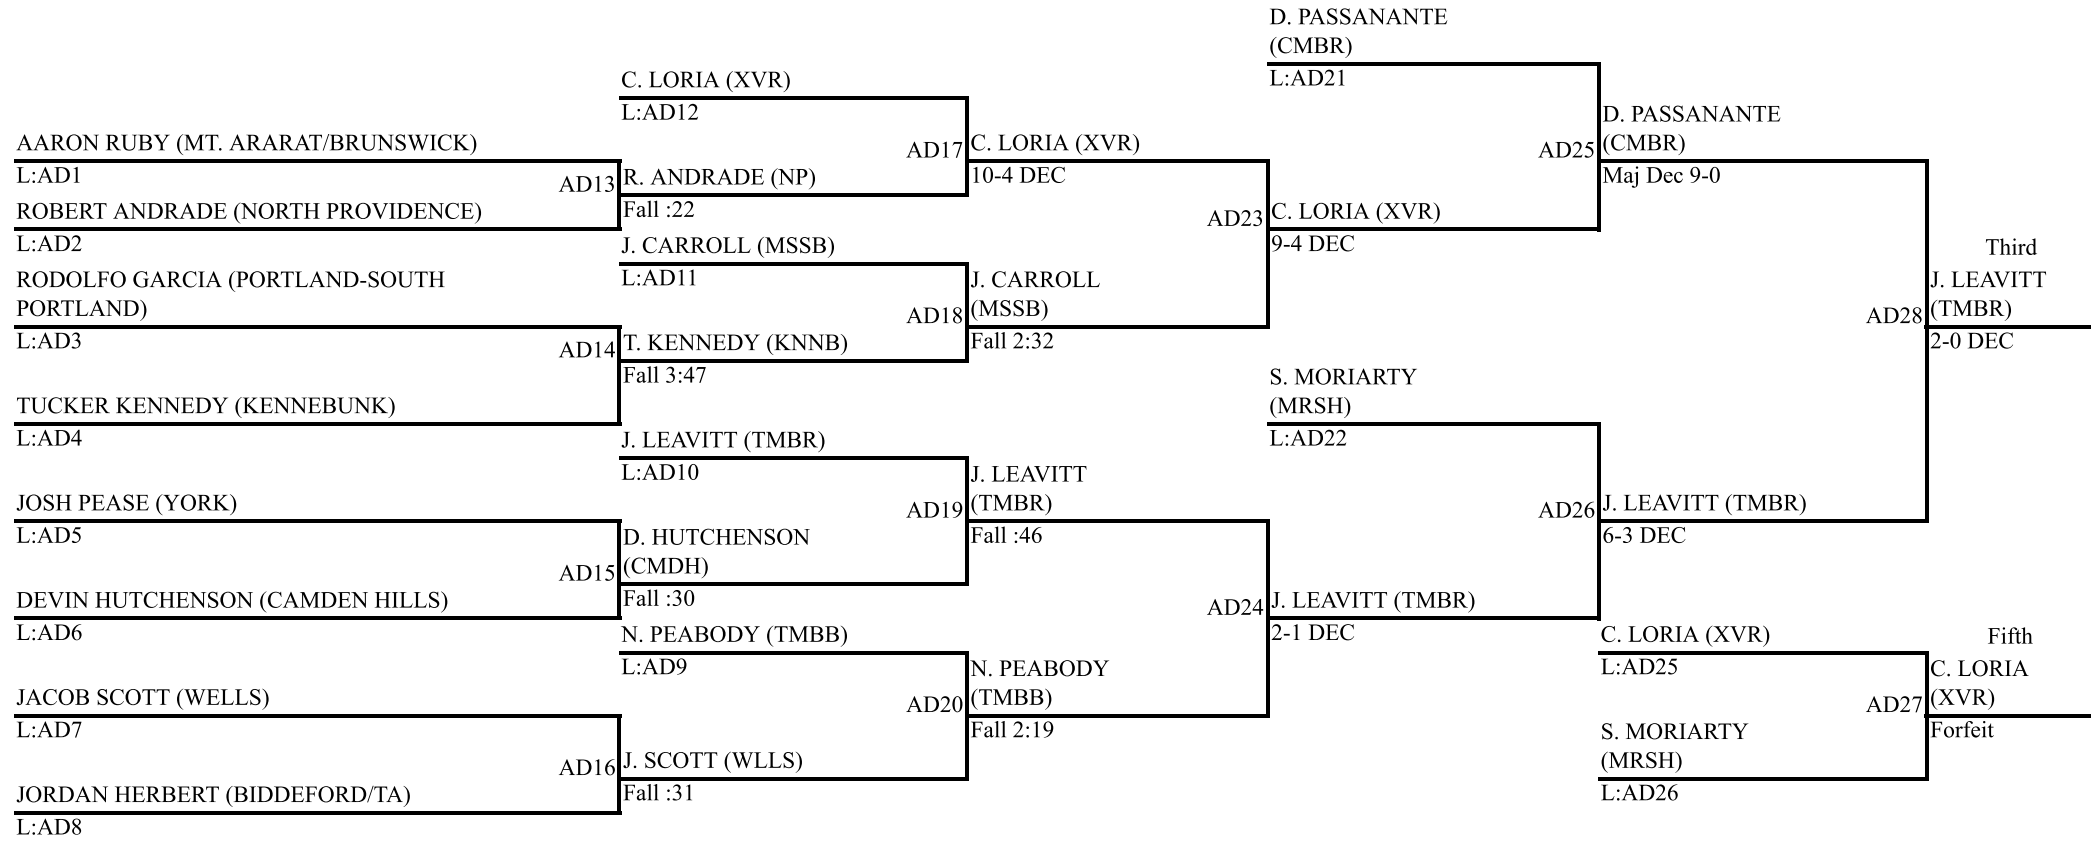 D. PASSANANTE
(CMBR)
L:AD21
C. LORIA (XVR)
L:AD12
D. PASSANANTE
(CMBR)
AD25
Maj Dec 9-0
AARON RUBY (MT. ARARAT/BRUNSWICK)
L:AD1
AD17
C. LORIA (XVR)
10-4 DEC
AD13
R. ANDRADE (NP)
Fall :22
ROBERT ANDRADE (NORTH PROVIDENCE)
L:AD2
AD23
C. LORIA (XVR)
9-4 DEC
J. CARROLL (MSSB)
L:AD11
Third
J. LEAVITT
(TMBR)
AD28
2-0 DEC
RODOLFO GARCIA (PORTLAND-SOUTH
PORTLAND)
L:AD3
J. CARROLL
(MSSB)
AD18
Fall 2:32
AD14
T. KENNEDY (KNNB)
Fall 3:47
S. MORIARTY
(MRSH)
L:AD22
TUCKER KENNEDY (KENNEBUNK)
L:AD4
J. LEAVITT (TMBR)
L:AD10
J. LEAVITT
(TMBR)
AD19
Fall :46
AD26
J. LEAVITT (TMBR)
6-3 DEC
JOSH PEASE (YORK)
L:AD5
D. HUTCHENSON
(CMDH)
AD15
Fall :30
DEVIN HUTCHENSON (CAMDEN HILLS)
L:AD6
AD24
J. LEAVITT (TMBR)
2-1 DEC
N. PEABODY (TMBB)
L:AD9
C. LORIA (XVR)
L:AD25
Fifth
C. LORIA
(XVR)
AD27
Forfeit
N. PEABODY
(TMBB)
AD20
Fall 2:19
JACOB SCOTT (WELLS)
L:AD7
S. MORIARTY
(MRSH)
L:AD26
AD16
J. SCOTT (WLLS)
Fall :31
JORDAN HERBERT (BIDDEFORD/TA)
L:AD8